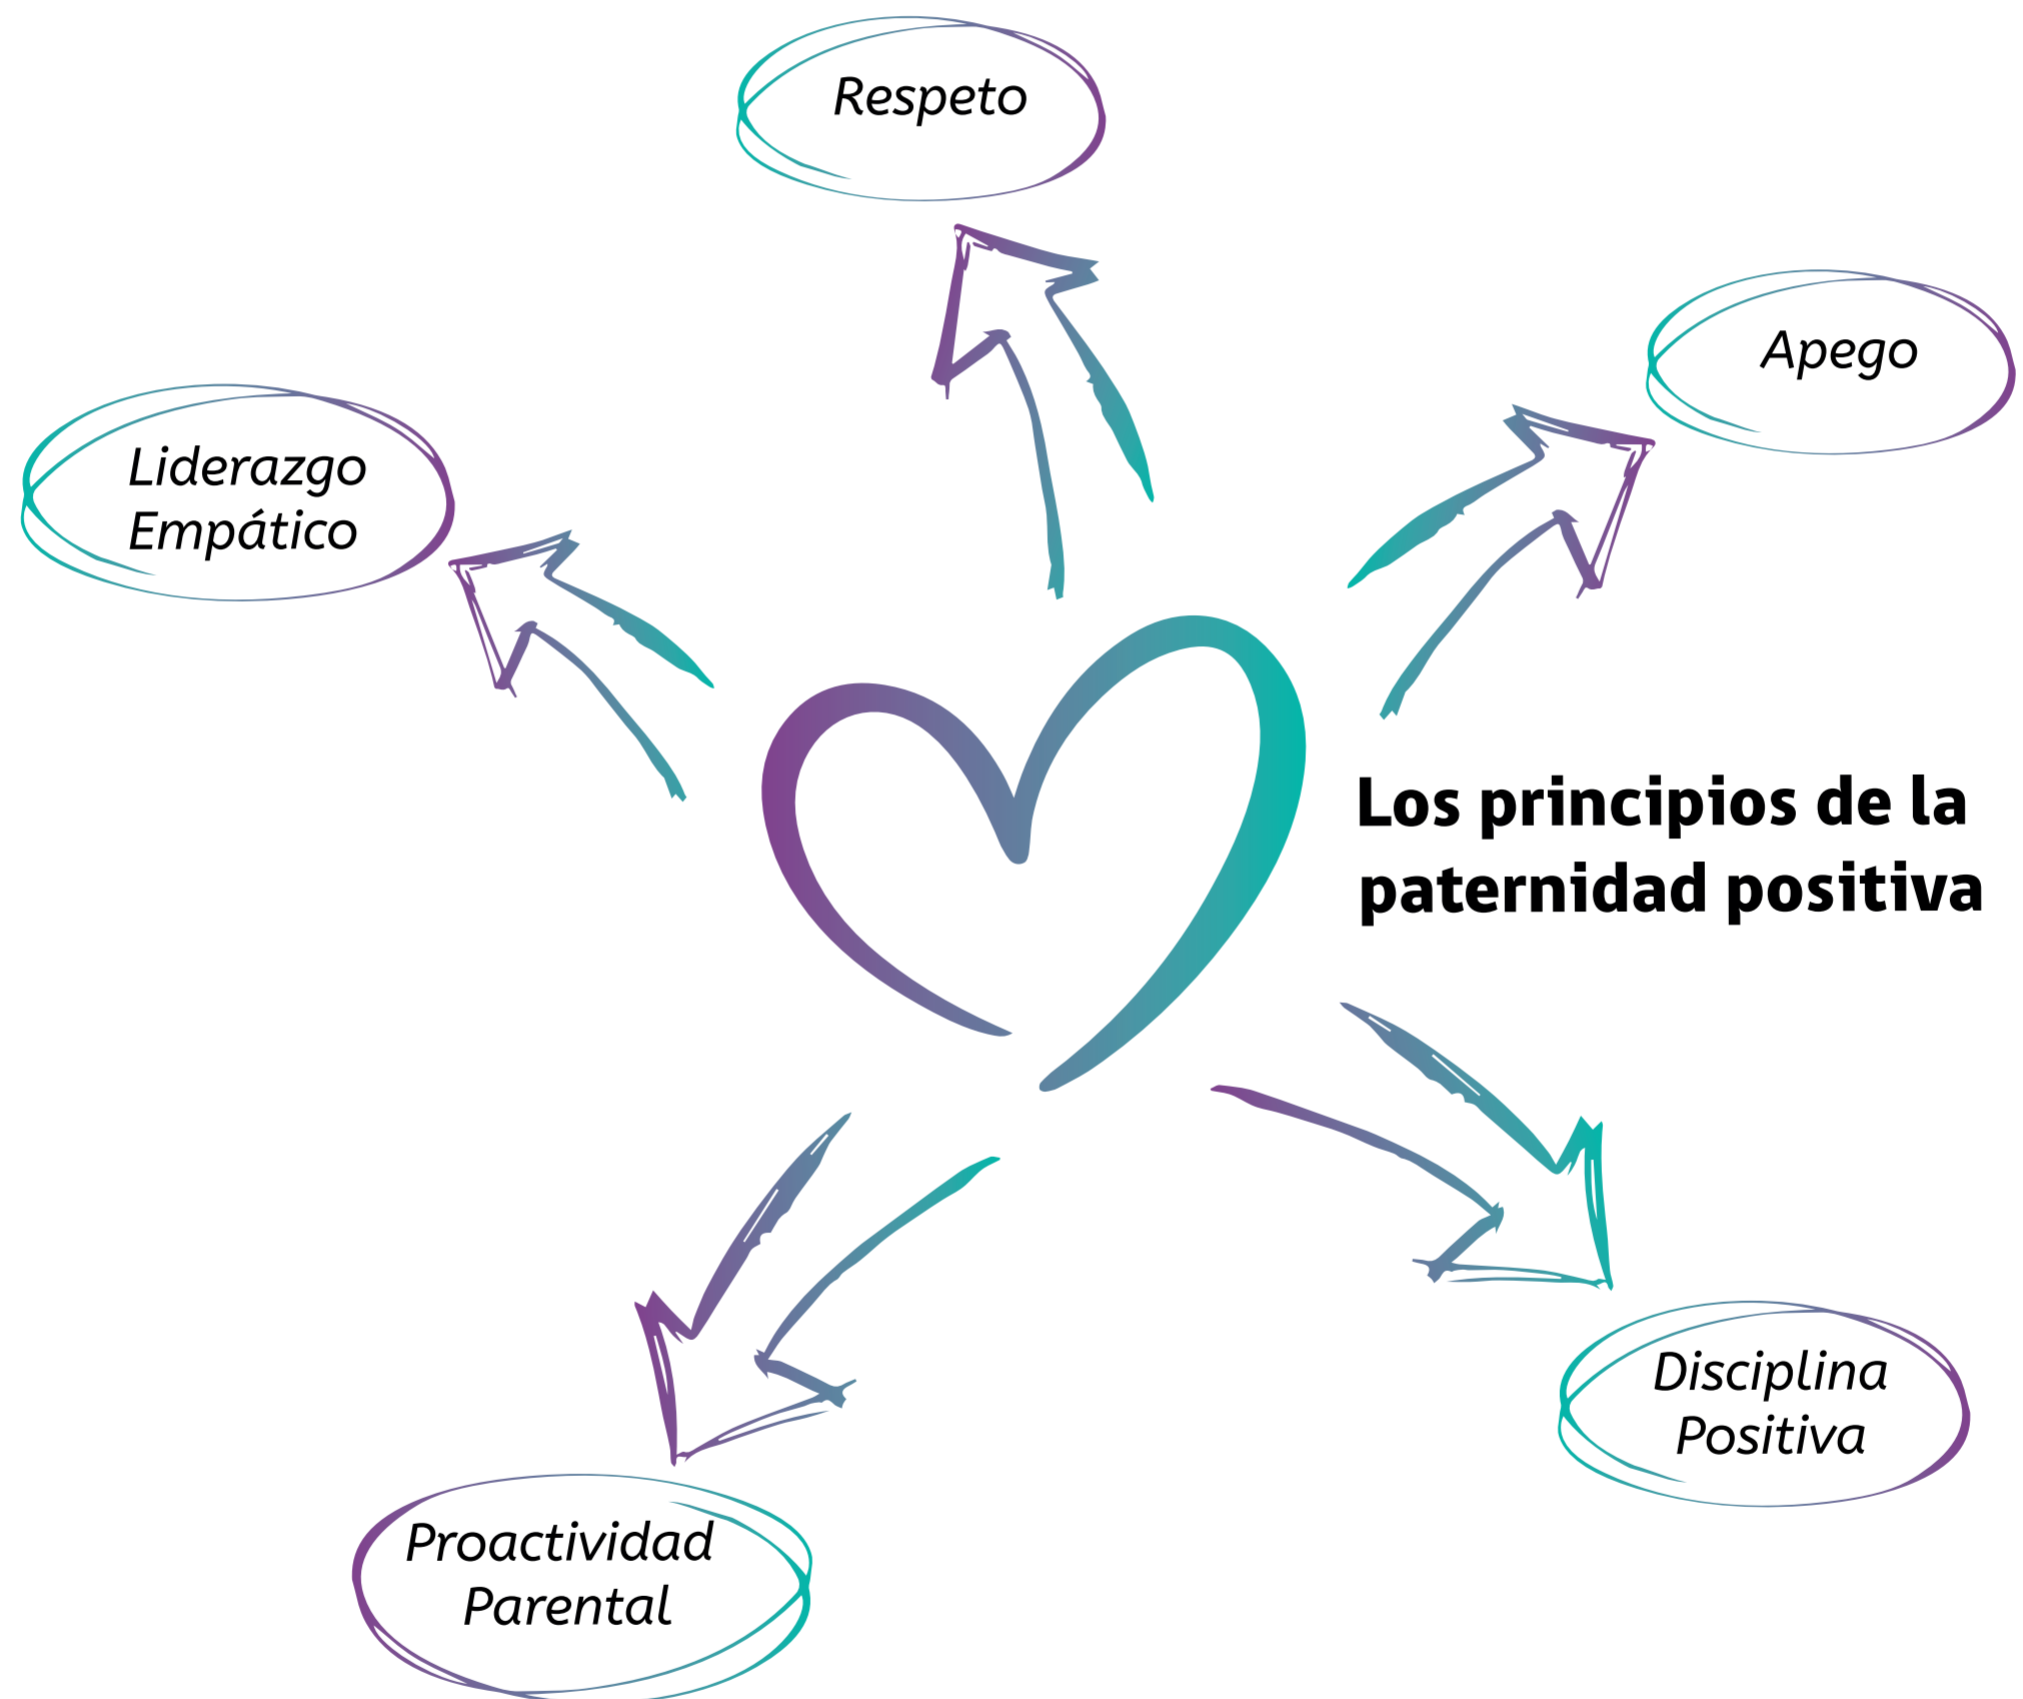 Respeto
Apego
Liderazgo
Empático
Los principios de la
paternidad positiva
Disciplina
Positiva
Proactividad
Parental